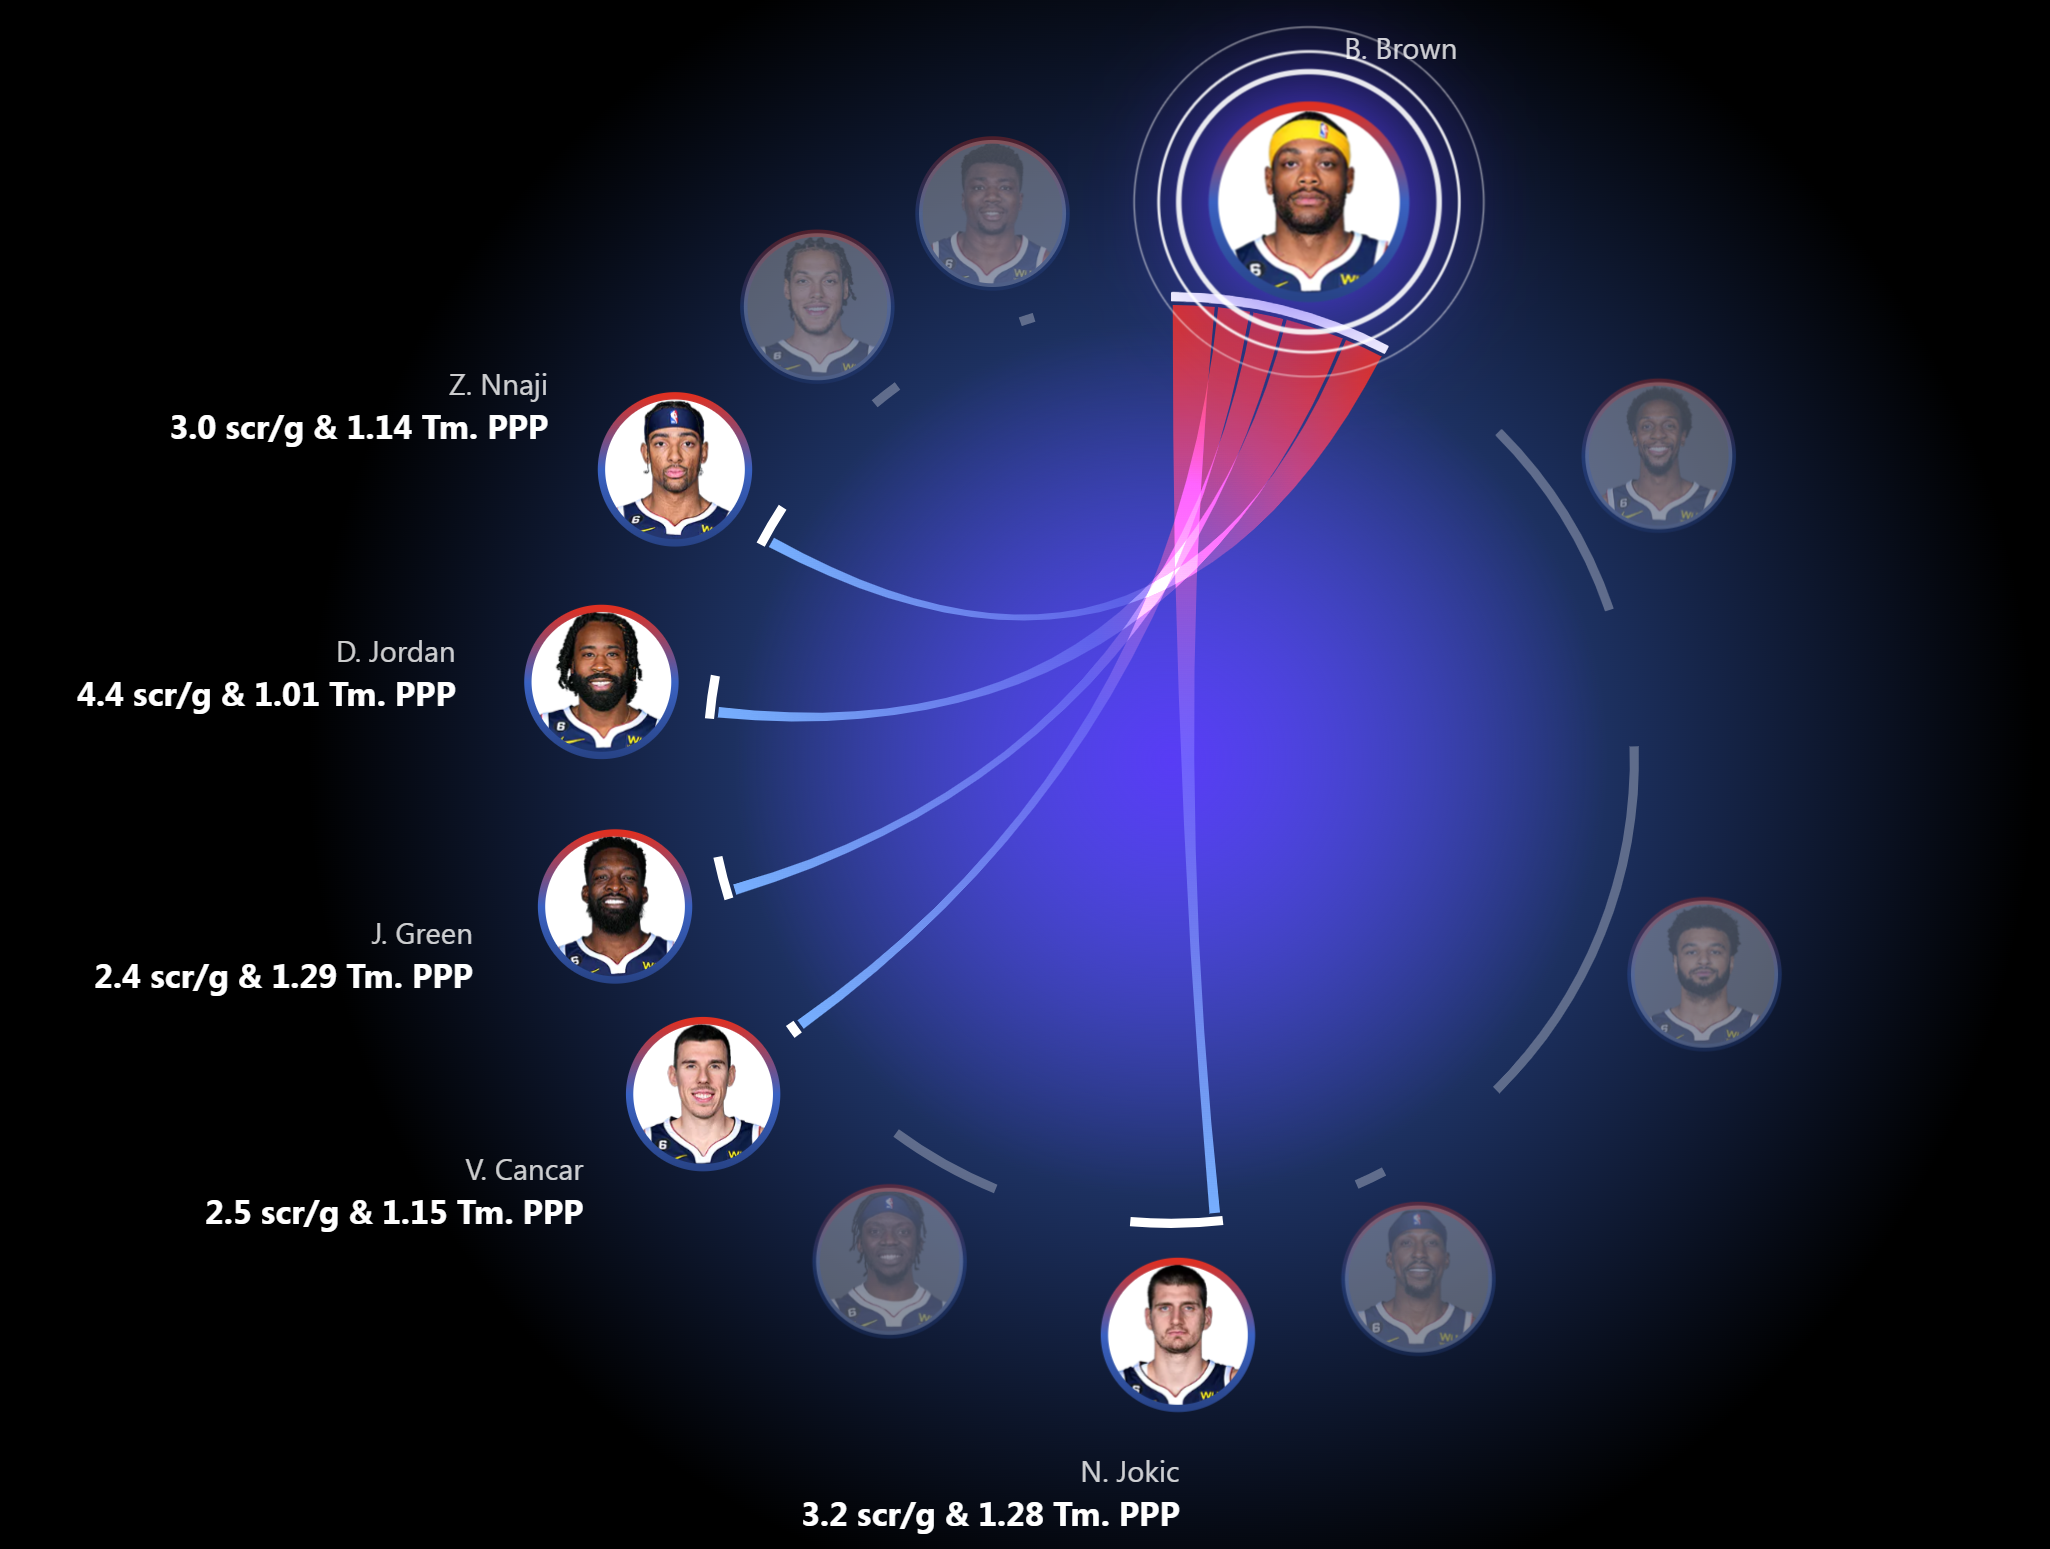 B. Brown
Z. Nnaji
3.0 scr/g & 1.14 Tm. PPP
D. Jordan
4.4 scr/g & 1.01 Tm. PPP
J. Green
2.4 scr/g & 1.29 Tm. PPP
V. Cancar
2.5 scr/g & 1.15 Tm. PPP
N. Jokic
3.2 scr/g & 1.28 Tm. PPP